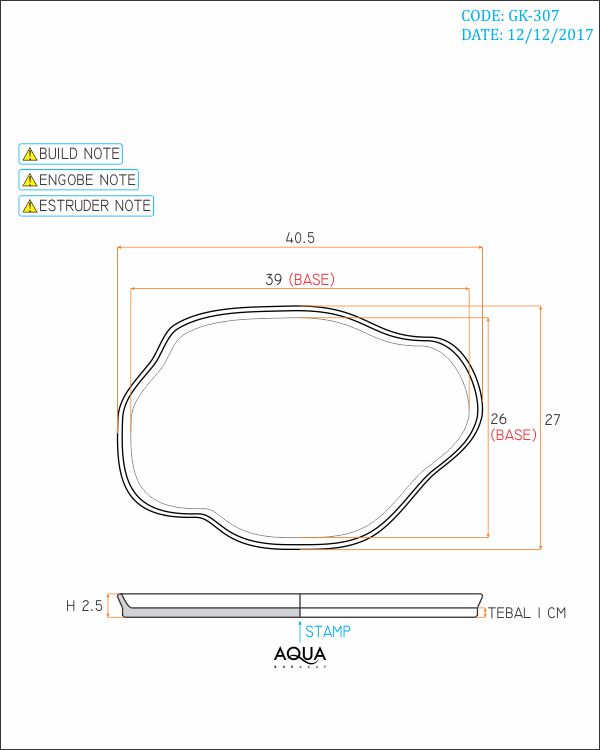 CODE: GK-307
DATE: 12/12/2017
BUILD NOTE
ENGOBE NOTE
ESTRUDER NOTE
40.5
39 (BASE)
26
(BASE)
27
H 2.5
TEBAL 1 CM
STAMP
AQUA
BORACAY